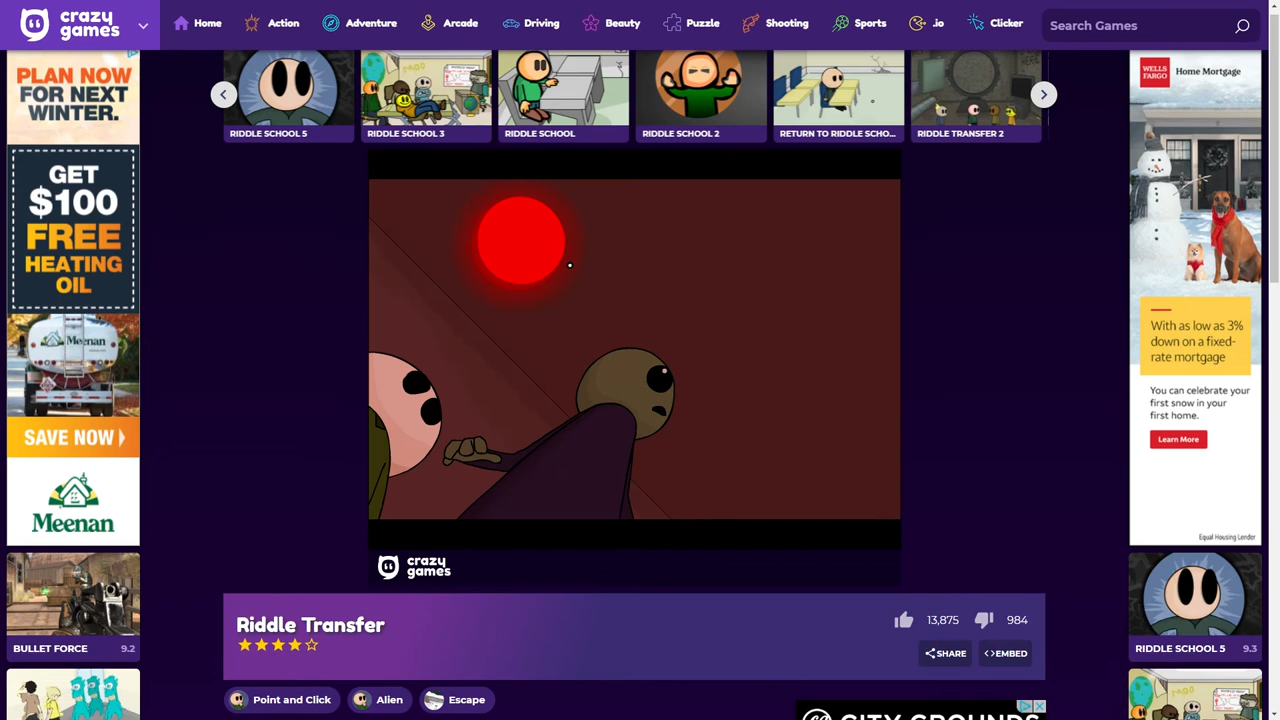 crazy games
Home
Action
Adventure
Arcade
Driving
Beauty
Puzzle
Shooting
Sports
.io
Clicker
Search Games
RIDDLE SCHOOL 5
RIDDLE SCHOOL 3
RIDDLE SCHOOL
RIDDLE SCHOOL 2
RETURN TO RIDDLE SCHO...
RIDDLE TRANSFER 2
PLAN NOW
FOR NEXT
WINTER.
GET
$100
FREE
HEATING
OIL
Meenan
SAVE NOW
Meenan
BULLET FORCE 9.2
crazy games
Riddle Transfer
13,875
984
SHARE
<>EMBED
Point and Click
Alien
Escape
CITY GROUNDS
WELLS
FARGO
Home Mortgage
With as low as 3%
down on a fixed-
rate mortgage
You can celebrate your
first snow in your
first home.
Learn More
Equal Housing Lender
RIDDLE SCHOOL 5 9.3